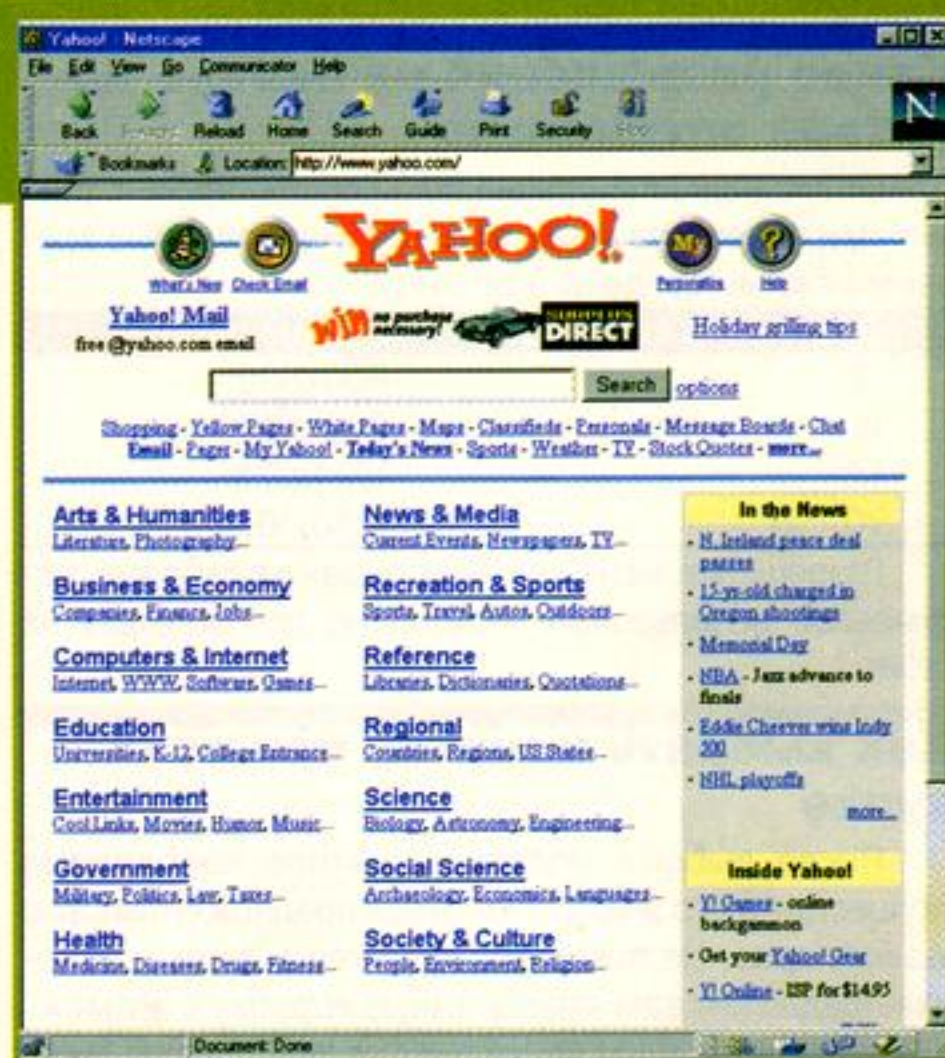 Yahoo! - Netscape
File Edit View Go Communicator Help
Back Forward Reload Home Search Guide Print Security Stop
N
Bookmarks Location: http://www.yahoo.com/
YAHOO!
My
?
What's New Check Email Personalize Help
Yahoo! Mail
free @yahoo.com email
win no purchase necessary!
SURPLUS DIRECT
Holiday grilling tips
Search options
Shopping - Yellow Pages - White Pages - Maps - Classifieds - Personals - Message Boards - Chat
Email - Pager - My Yahoo! - Today's News - Sports - Weather - TV - Stock Quotes - more...
Arts & Humanities
Literature, Photography...
Business & Economy
Companies, Finance, Jobs...
Computers & Internet
Internet, WWW, Software, Games...
Education
Universities, K-12, College Entrance...
Entertainment
Cool Links, Movies, Humor, Music...
Government
Military, Politics, Law, Taxes...
Health
Medicine, Diseases, Drugs, Fitness...
News & Media
Current Events, Newspapers, TV...
Recreation & Sports
Sports, Travel, Autos, Outdoors...
Reference
Libraries, Dictionaries, Quotations...
Regional
Countries, Regions, US States...
Science
Biology, Astronomy, Engineering...
Social Science
Archaeology, Economics, Languages...
Society & Culture
People, Environment, Religion...
In the News
- N. Ireland peace deal
passes
- 15-yr-old charged in
Oregon shootings
- Memorial Day
- NBA - Jazz advance to
finals
- Eddie Cheever wins Indy
500
- NHL playoffs
more...
Inside Yahoo!
- Y! Games - online
backgammon
- Get your Yahoo! Gear
- Y! Online - ISP for $14.95
Document: Done